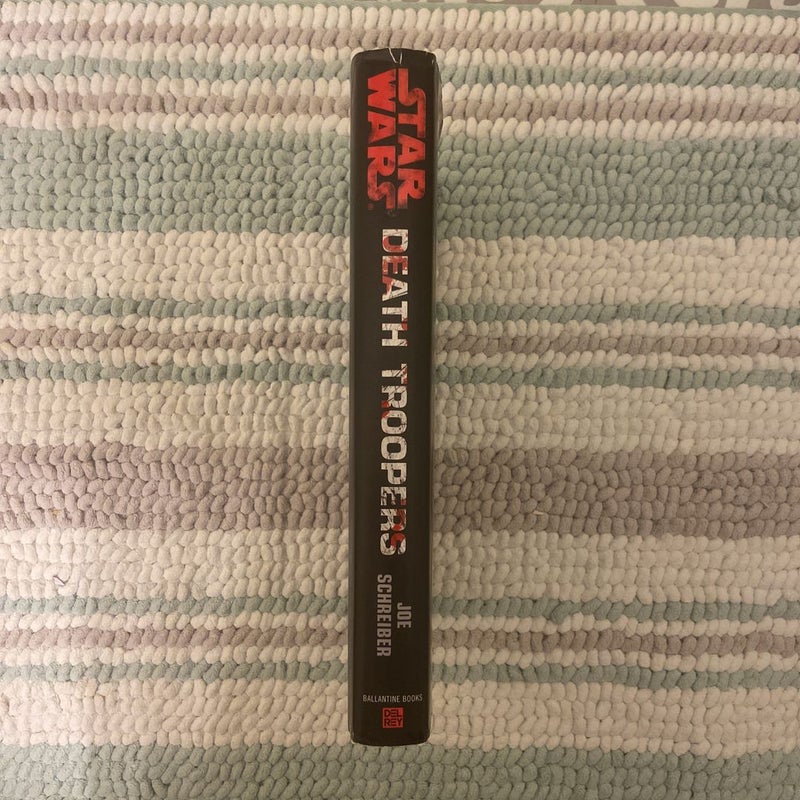 STAR
WARS®
DEATH TROOPERS
JOE
SCHREIBER
BALLANTINE BOOKS
DEL
REY